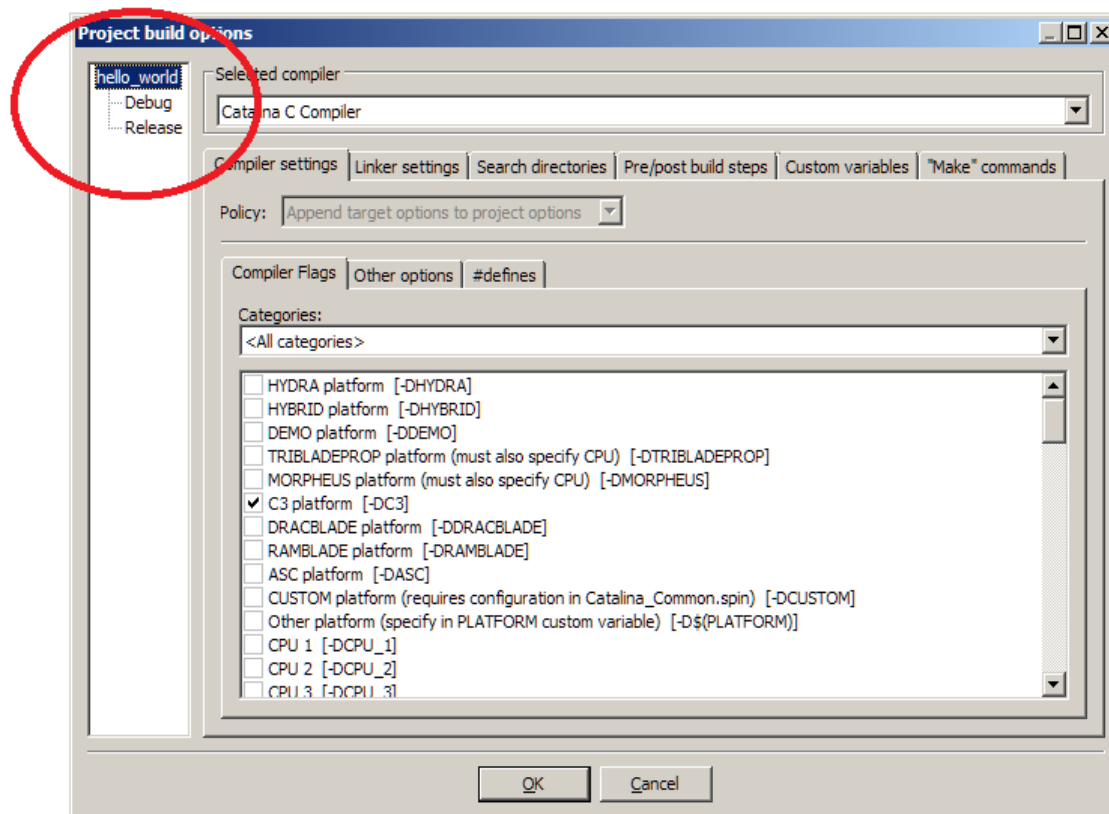 Project build options
hello_world
Debug
Release
Selected compiler
Catalina C Compiler
Compiler settings Linker settings Search directories Pre/post build steps Custom variables "Make" commands
Policy: Append target options to project options
Compiler Flags Other options #defines
Categories:
<All categories>
HYDRA platform [-DHYDRA]
HYBRID platform [-DHYBRID]
DEMO platform [-DDEMO]
TRIBLADEPROP platform (must also specify CPU) [-DTRIBLADEPROP]
MORPHEUS platform (must also specify CPU) [-DMORPHEUS]
C3 platform [-DC3]
DRACBLADE platform [-DDRACBLADE]
RAMBLADE platform [-DRAMBLADE]
ASC platform [-DASC]
CUSTOM platform (requires configuration in Catalina_Common.spin) [-DCUSTOM]
Other platform (specify in PLATFORM custom variable) [-D$(PLATFORM)]
CPU 1 [-DCPU_1]
CPU 2 [-DCPU_2]
CPU 3 [-DCPU_3]
OK Cancel